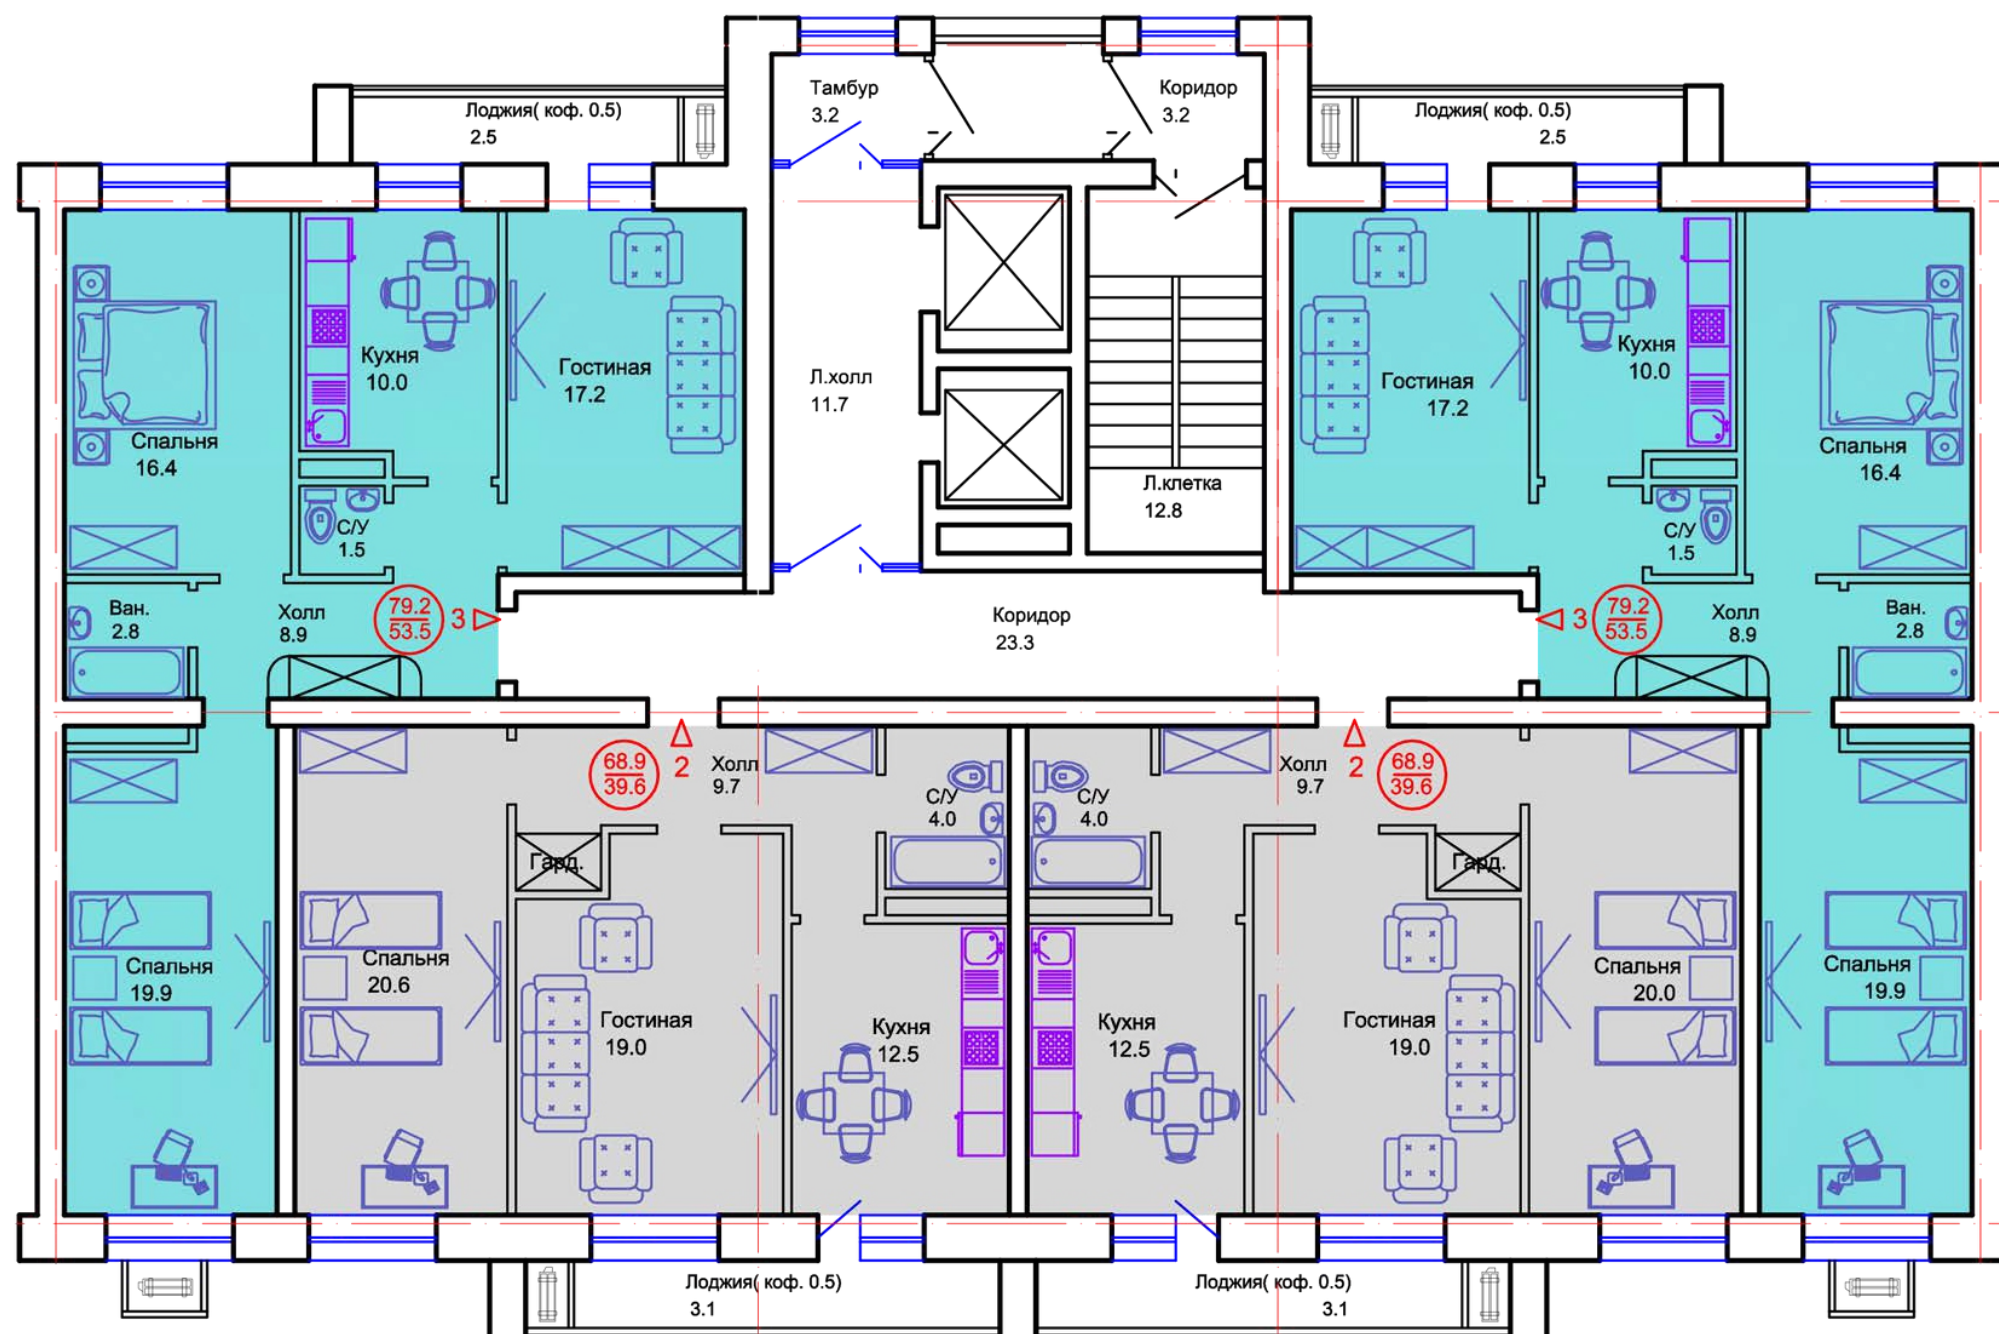 Тамбур
3.2
Коридор
3.2
Лоджия( коф. 0.5)
2.5
Лоджия( коф. 0.5)
2.5
Кухня
10.0
Гостиная
17.2
Л.холл
11.7
Гостиная
17.2
Кухня
10.0
Спальня
16.4
Спальня
16.4
Л.клетка
12.8
С/У
1.5
С/У
1.5
Ван.
2.8
Холл
8.9
79.2
53.5
3
Коридор
23.3
3
79.2
53.5
Холл
8.9
Ван.
2.8
68.9
39.6
2
Холл
9.7
С/У
4.0
С/У
4.0
Холл
9.7
2
68.9
39.6
Гард.
Гард.
Спальня
19.9
Спальня
20.6
Гостиная
19.0
Кухня
12.5
Кухня
12.5
Гостиная
19.0
Спальня
20.0
Спальня
19.9
Лоджия( коф. 0.5)
3.1
Лоджия( коф. 0.5)
3.1